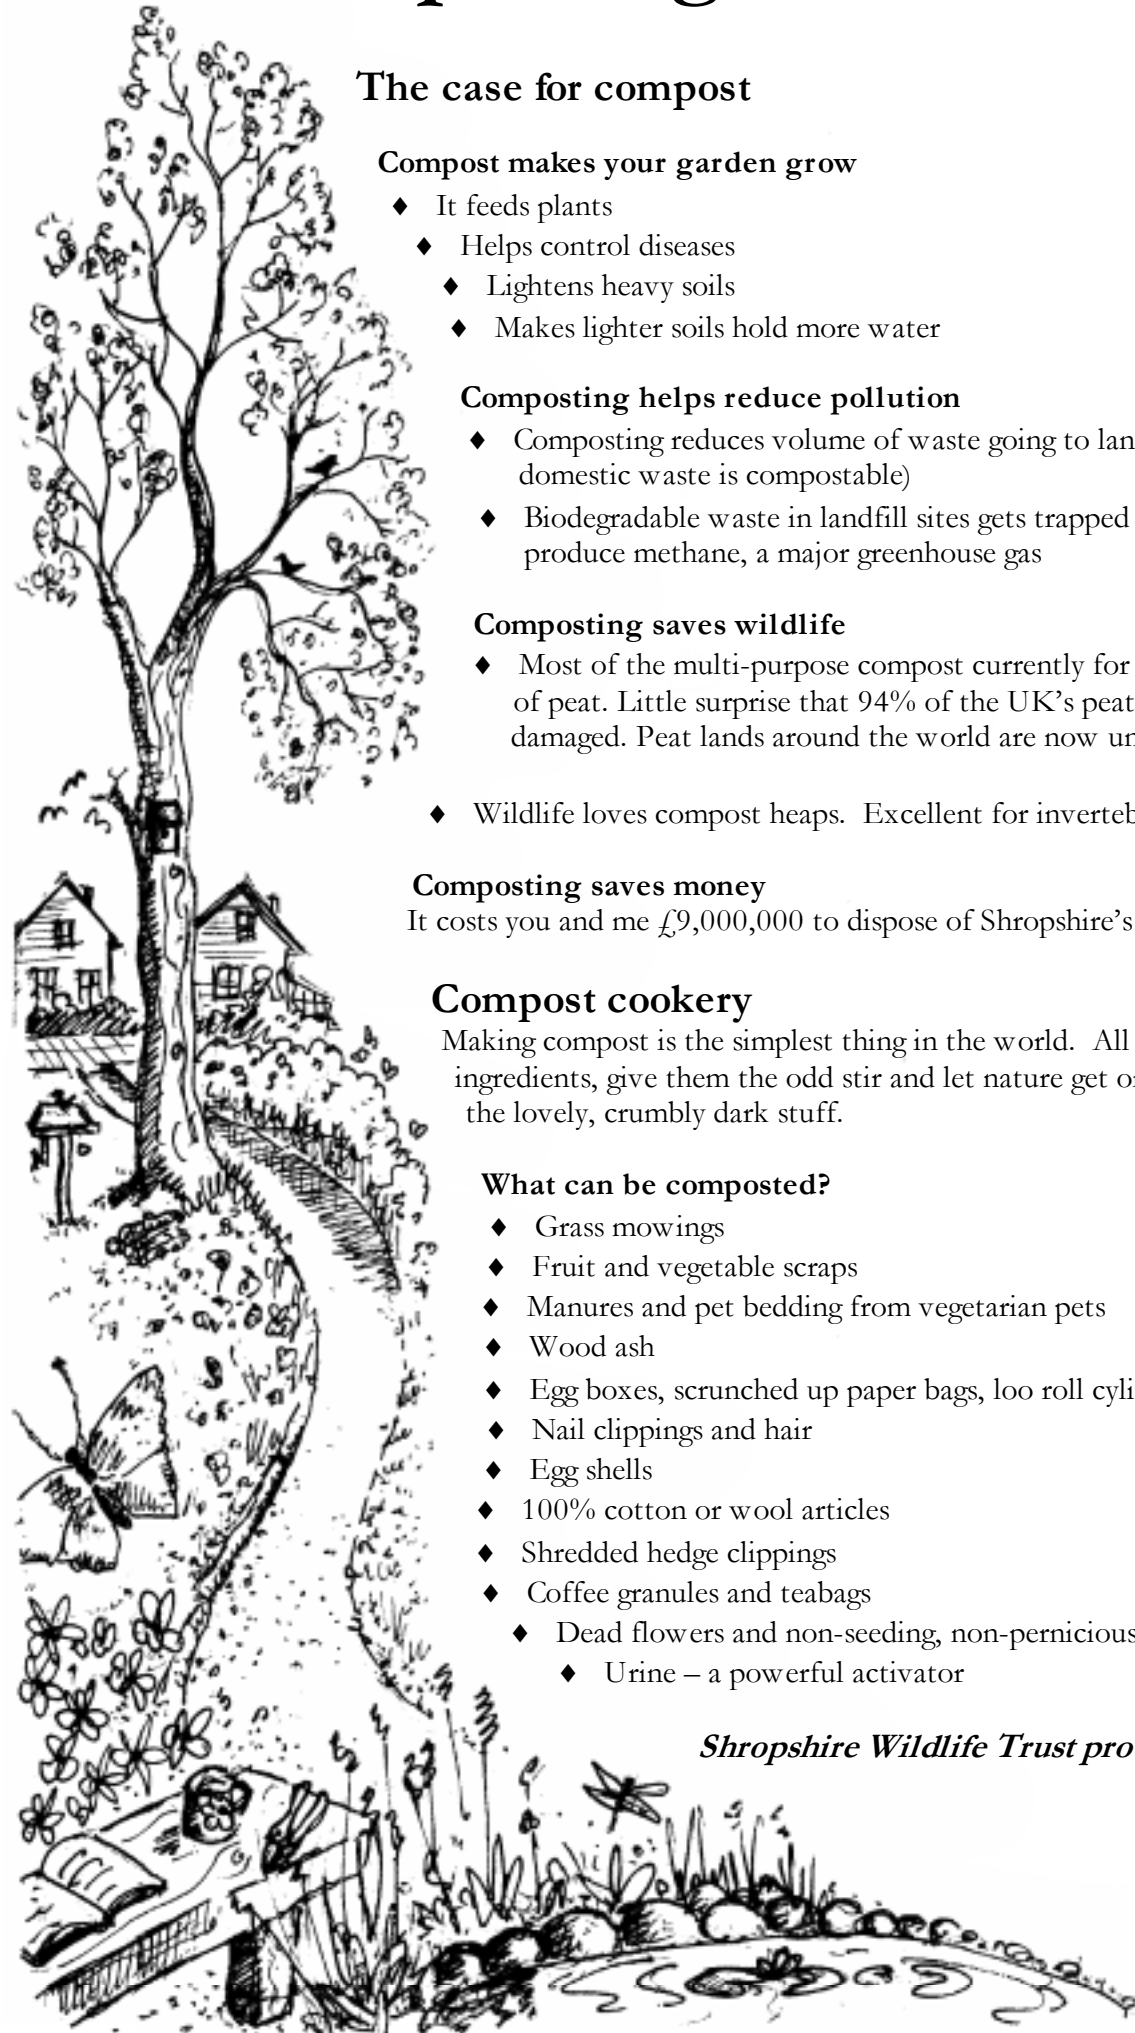 The case for compost
Compost makes your garden grow
♦ It feeds plants
♦ Helps control diseases
♦ Lightens heavy soils
♦ Makes lighter soils hold more water
Composting helps reduce pollution
♦ Composting reduces volume of waste going to lan
domestic waste is compostable)
♦ Biodegradable waste in landfill sites gets trapped
produce methane, a major greenhouse gas
Composting saves wildlife
♦ Most of the multi-purpose compost currently for
of peat. Little surprise that 94% of the UK’s peat
damaged. Peat lands around the world are now un
♦ Wildlife loves compost heaps.  Excellent for inverteb
Composting saves money
It costs you and me £9,000,000 to dispose of Shropshire’s
Compost cookery
Making compost is the simplest thing in the world.  All
ingredients, give them the odd stir and let nature get o
the lovely, crumbly dark stuff.
What can be composted?
♦ Grass mowings
♦ Fruit and vegetable scraps
♦ Manures and pet bedding from vegetarian pets
♦ Wood ash
♦ Egg boxes, scrunched up paper bags, loo roll cyli
♦ Nail clippings and hair
♦ Egg shells
♦ 100% cotton or wool articles
♦ Shredded hedge clippings
♦ Coffee granules and teabags
♦ Dead flowers and non-seeding, non-pernicious
♦ Urine – a powerful activator
Shropshire Wildlife Trust pro